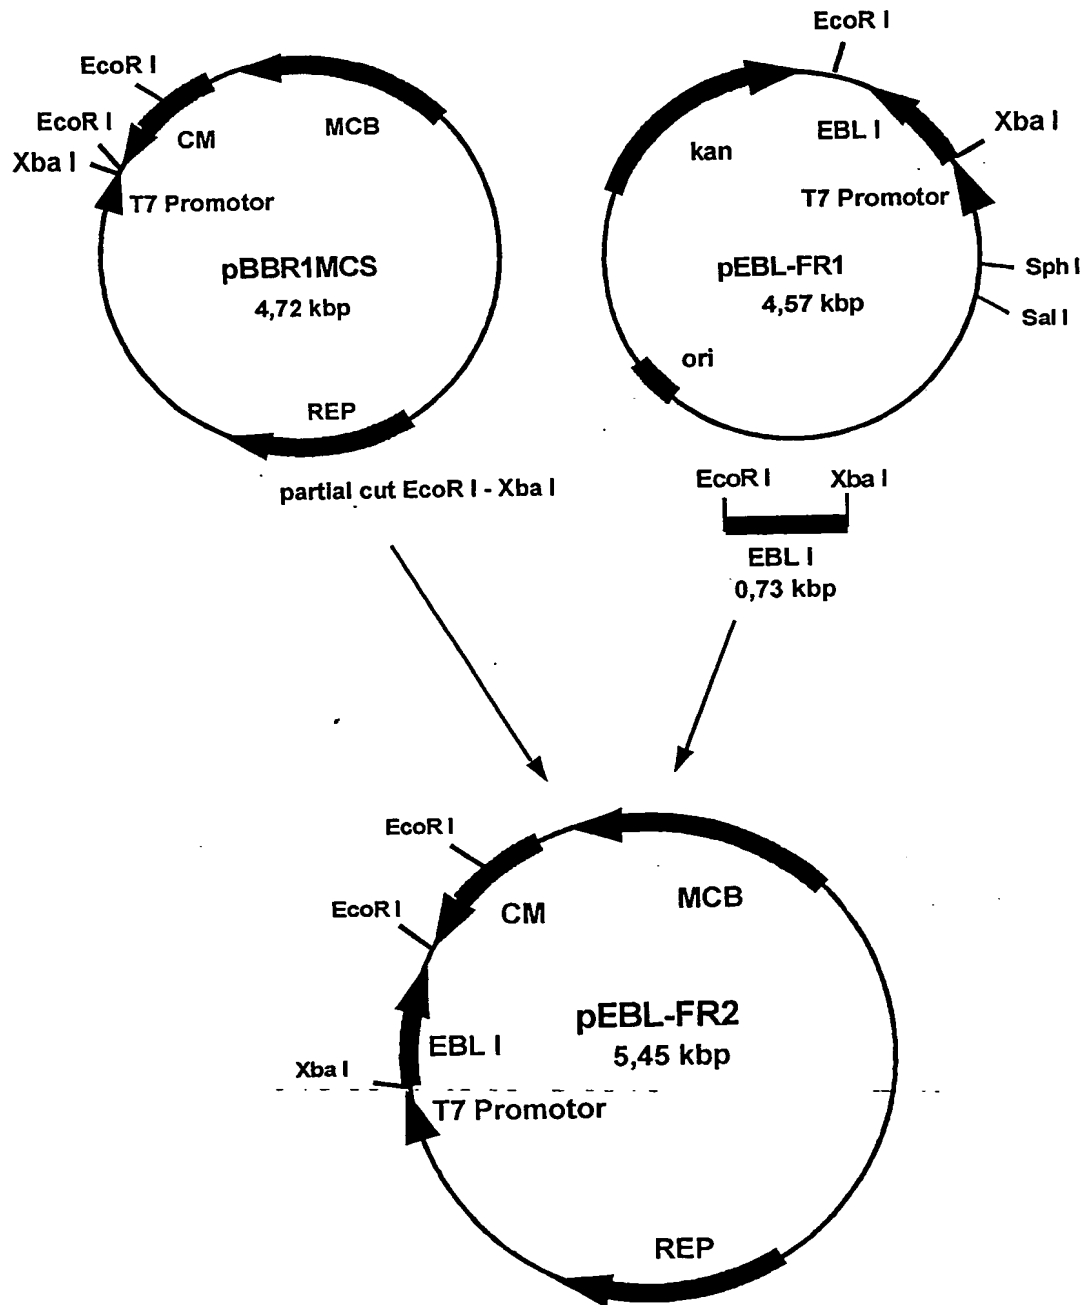 EcoR I
EcoR I
Xba I
CM
MCB
T7 Promotor
pBBR1MCS
4,72 kbp
REP
partial cut EcoR I - Xba I
EcoR I
EBL I
Xba I
kan
T7 Promotor
pEBL-FR1
4,57 kbp
Sph I
Sal I
ori
EcoR I
Xba I
EBL I
0,73 kbp
EcoR I
EcoR I
CM
MCB
pEBL-FR2
5,45 kbp
EBL I
Xba I
T7 Promotor
REP